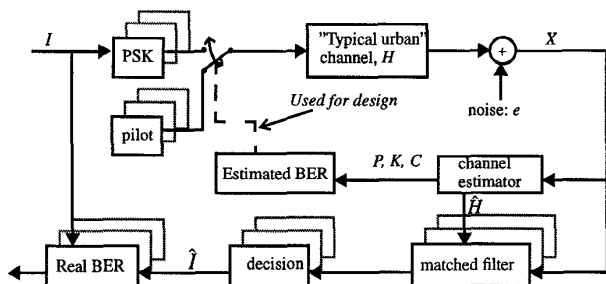 I
PSK
"Typical urban"
channel, H
+
X
noise: e
pilot
Used for design
Estimated BER
P, K, C
channel
estimator
Ĥ
Real BER
Î
decision
matched filter